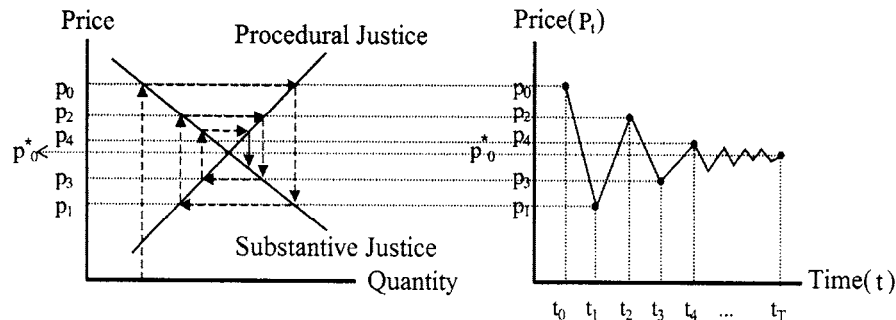 Price
Procedural Justice
p₀
p₂
p₄
p*₀
p₃
p₁
Substantive Justice
Quantity
Price(Pₜ)
p₀
p₂
p₄
p*₀
p₃
p₁
Time(t)
t₀ t₁ t₂ t₃ t₄ ... t_T